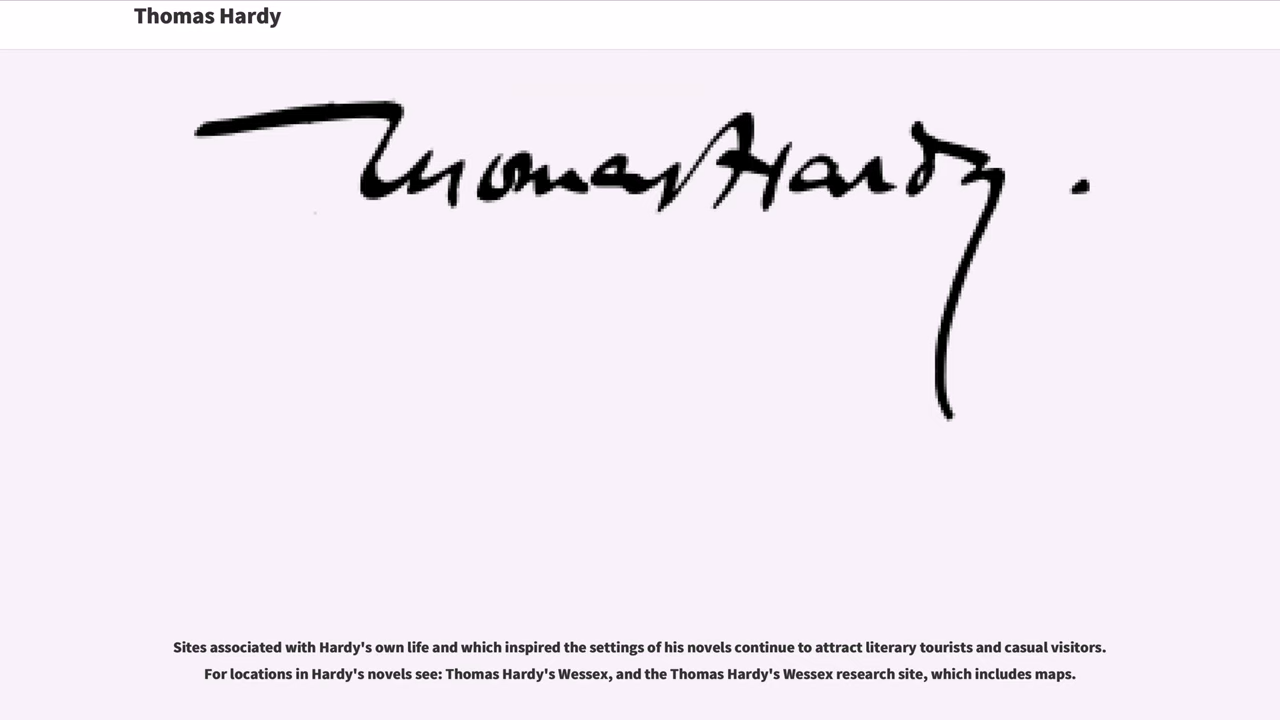 Thomas Hardy
Thomas Hardy.
Sites associated with Hardy's own life and which inspired the settings of his novels continue to attract literary tourists and casual visitors.
For locations in Hardy's novels see: Thomas Hardy's Wessex, and the Thomas Hardy's Wessex research site, which includes maps.